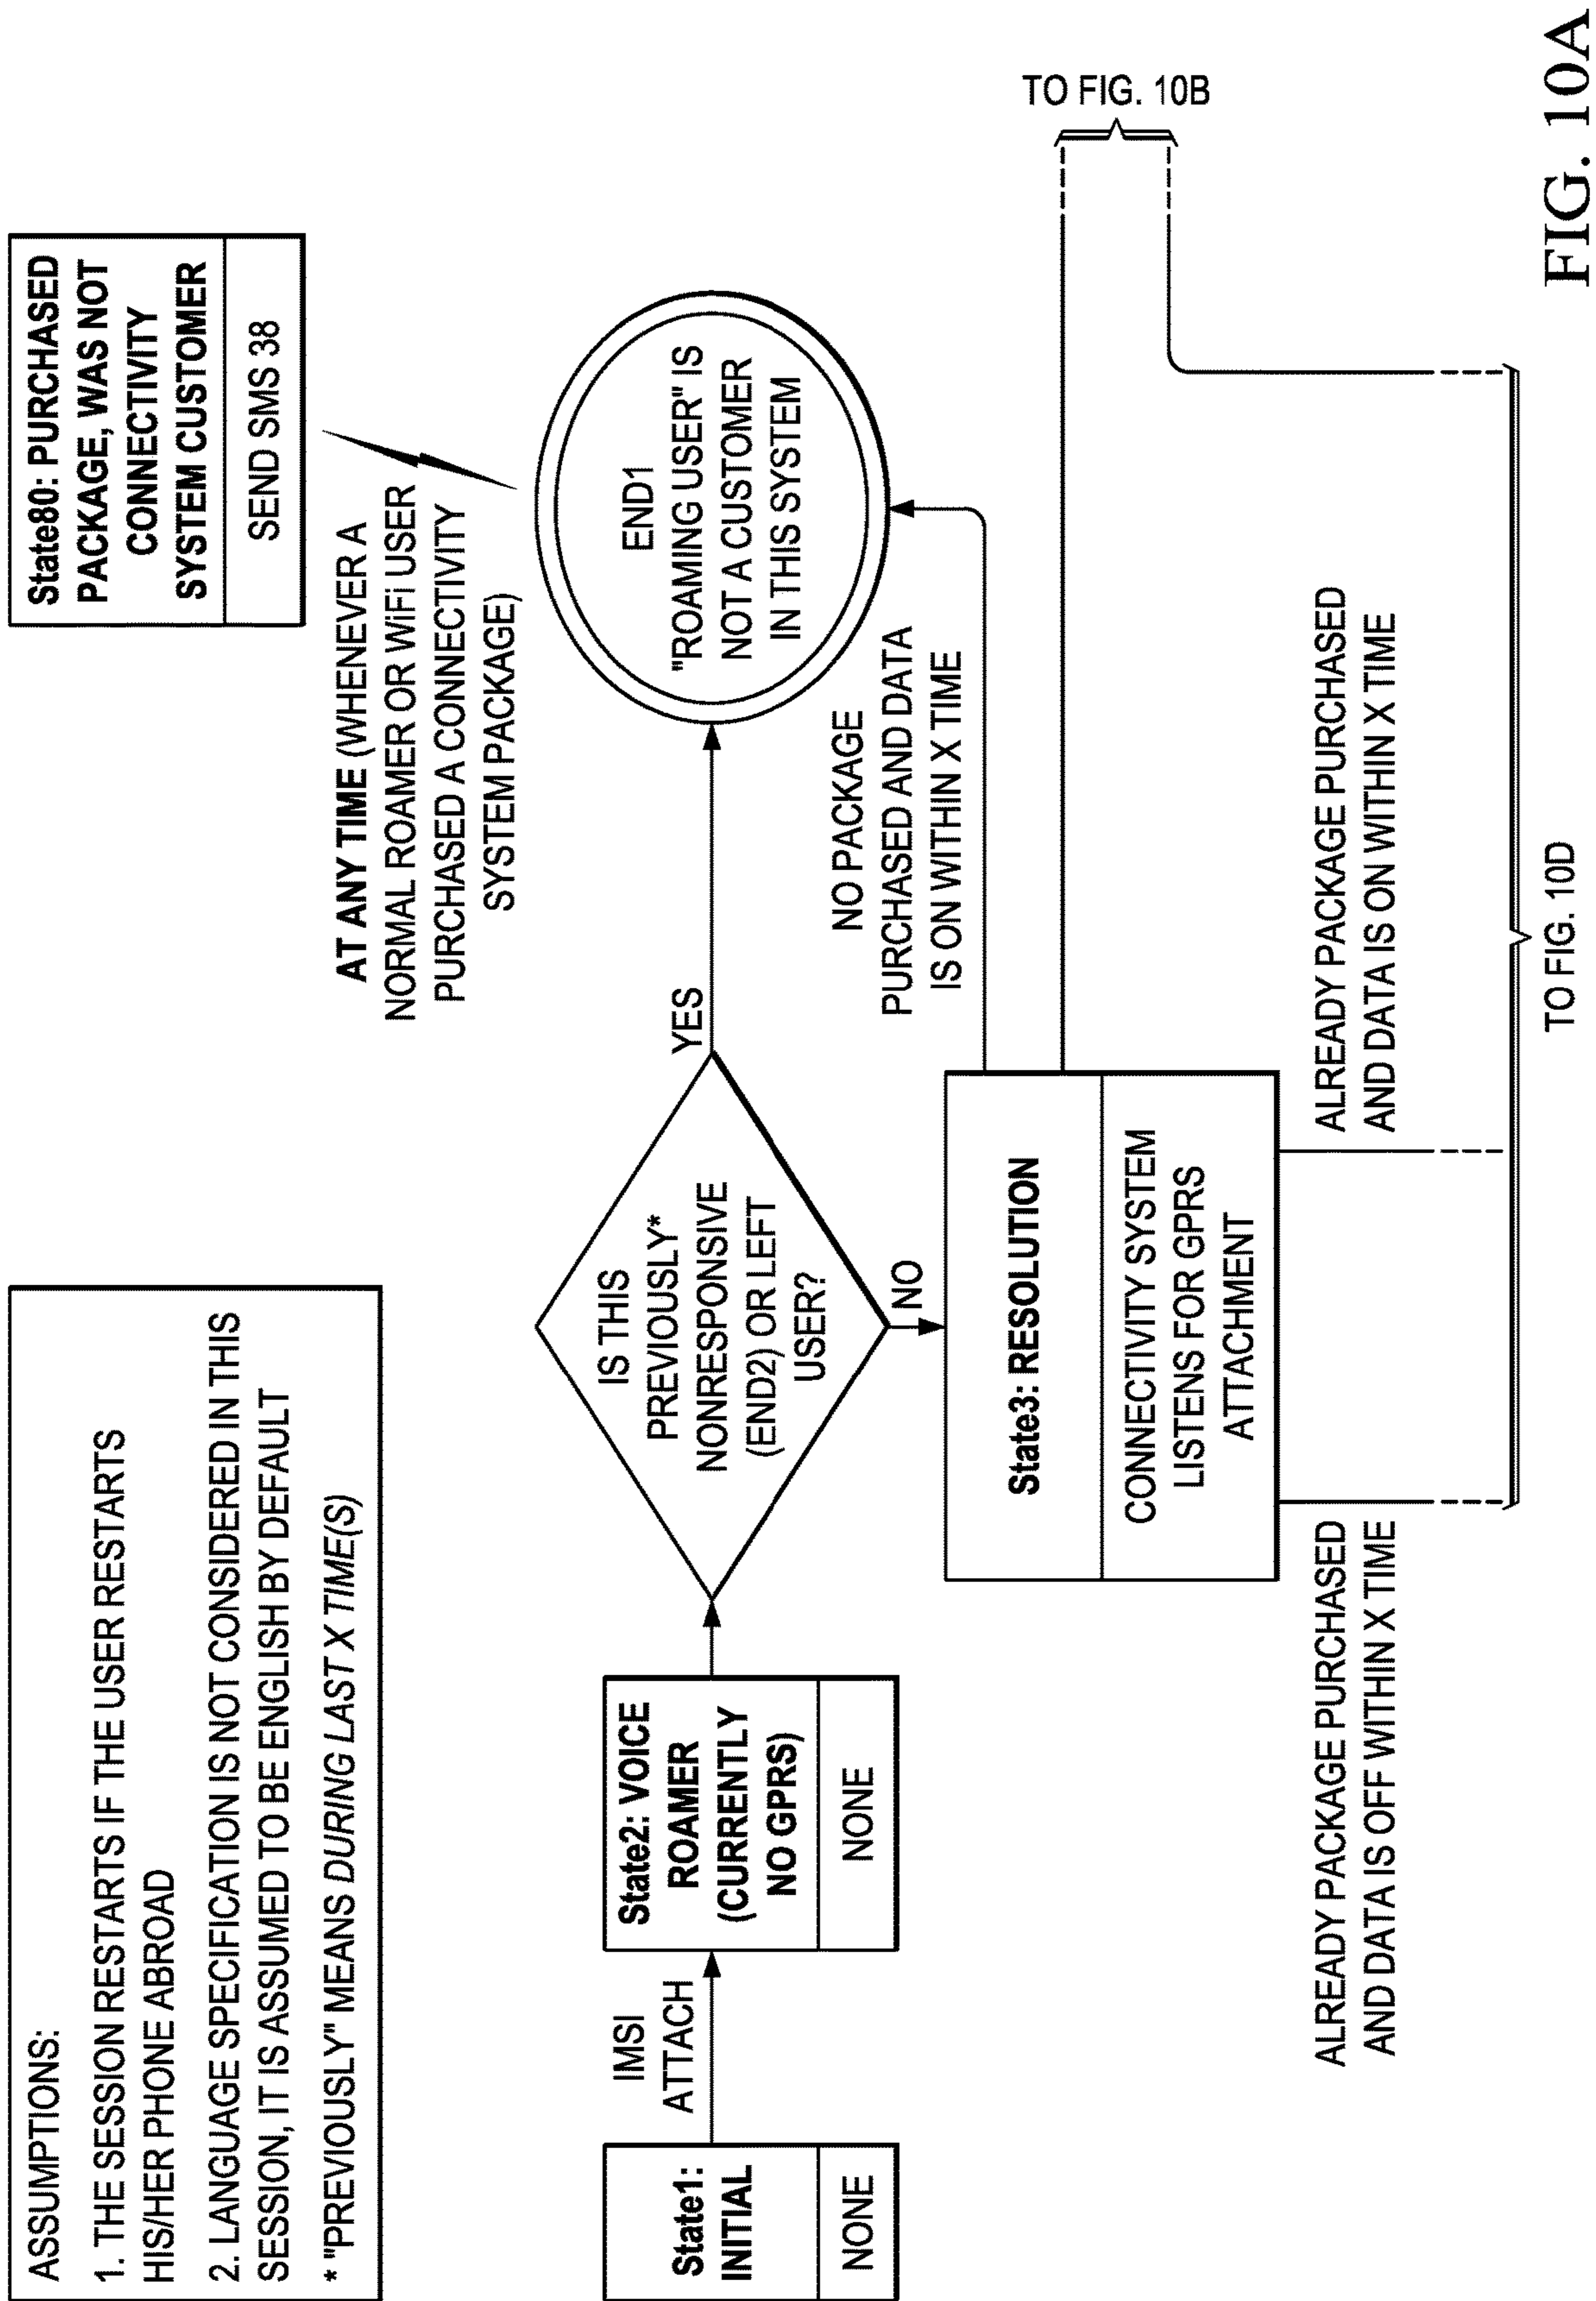 ASSUMPTIONS:
1. THE SESSION RESTARTS IF THE USER RESTARTS
HIS/HER PHONE ABROAD
2. LANGUAGE SPECIFICATION IS NOT CONSIDERED IN THIS
SESSION, IT IS ASSUMED TO BE ENGLISH BY DEFAULT
* "PREVIOUSLY" MEANS DURING LAST X TIME(S)
State80: PURCHASED
PACKAGE, WAS NOT
CONNECTIVITY
SYSTEM CUSTOMER
SEND SMS 38
AT ANY TIME (WHENEVER A
NORMAL ROAMER OR WiFi USER
PURCHASED A CONNECTIVITY
SYSTEM PACKAGE)
State1:
INITIAL
NONE
IMSI
ATTACH
State2: VOICE
ROAMER
(CURRENTLY
NO GPRS)
NONE
IS THIS
PREVIOUSLY*
NONRESPONSIVE
(END2) OR LEFT
USER?
YES
NO
END1
"ROAMING USER" IS
NOT A CUSTOMER
IN THIS SYSTEM
NO PACKAGE
PURCHASED AND DATA
IS ON WITHIN X TIME
State3: RESOLUTION
CONNECTIVITY SYSTEM
LISTENS FOR GPRS
ATTACHMENT
TO FIG. 10B
ALREADY PACKAGE PURCHASED
AND DATA IS OFF WITHIN X TIME
ALREADY PACKAGE PURCHASED
AND DATA IS ON WITHIN X TIME
TO FIG. 10D
FIG. 10A